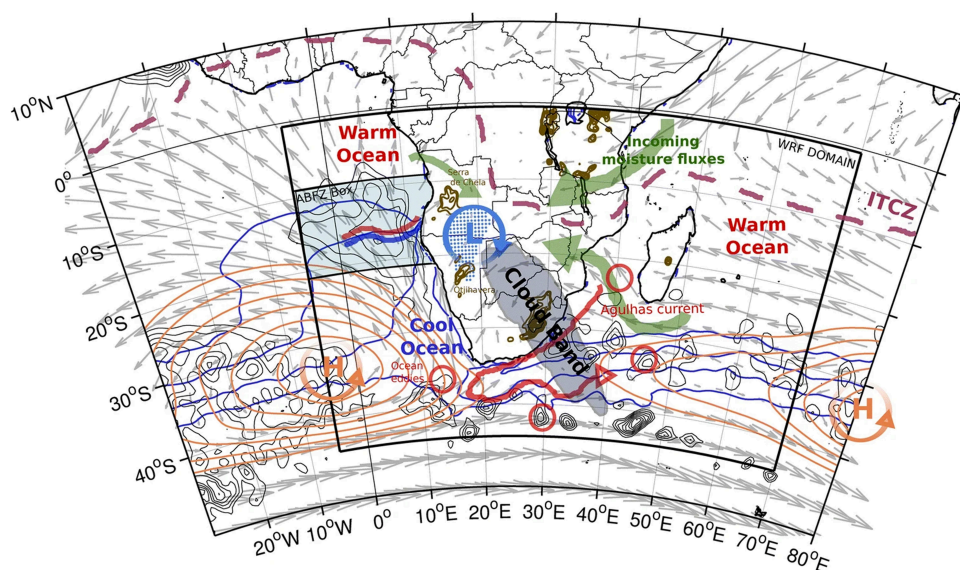 10°N
0°
10°S
20°S
30°S
40°S
Warm
Ocean
ABFZ Box
Serra
de Chela
Incoming
moisture fluxes
WRF DOMAIN
ITCZ
Warm
Ocean
L
Otjihavera
Cloud Band
Agulhas current
Cool
Ocean
Ocean
eddies
H
H
20°W
10°W
0°
10°E
20°E
30°E
40°E
50°E
60°E
70°E
80°E